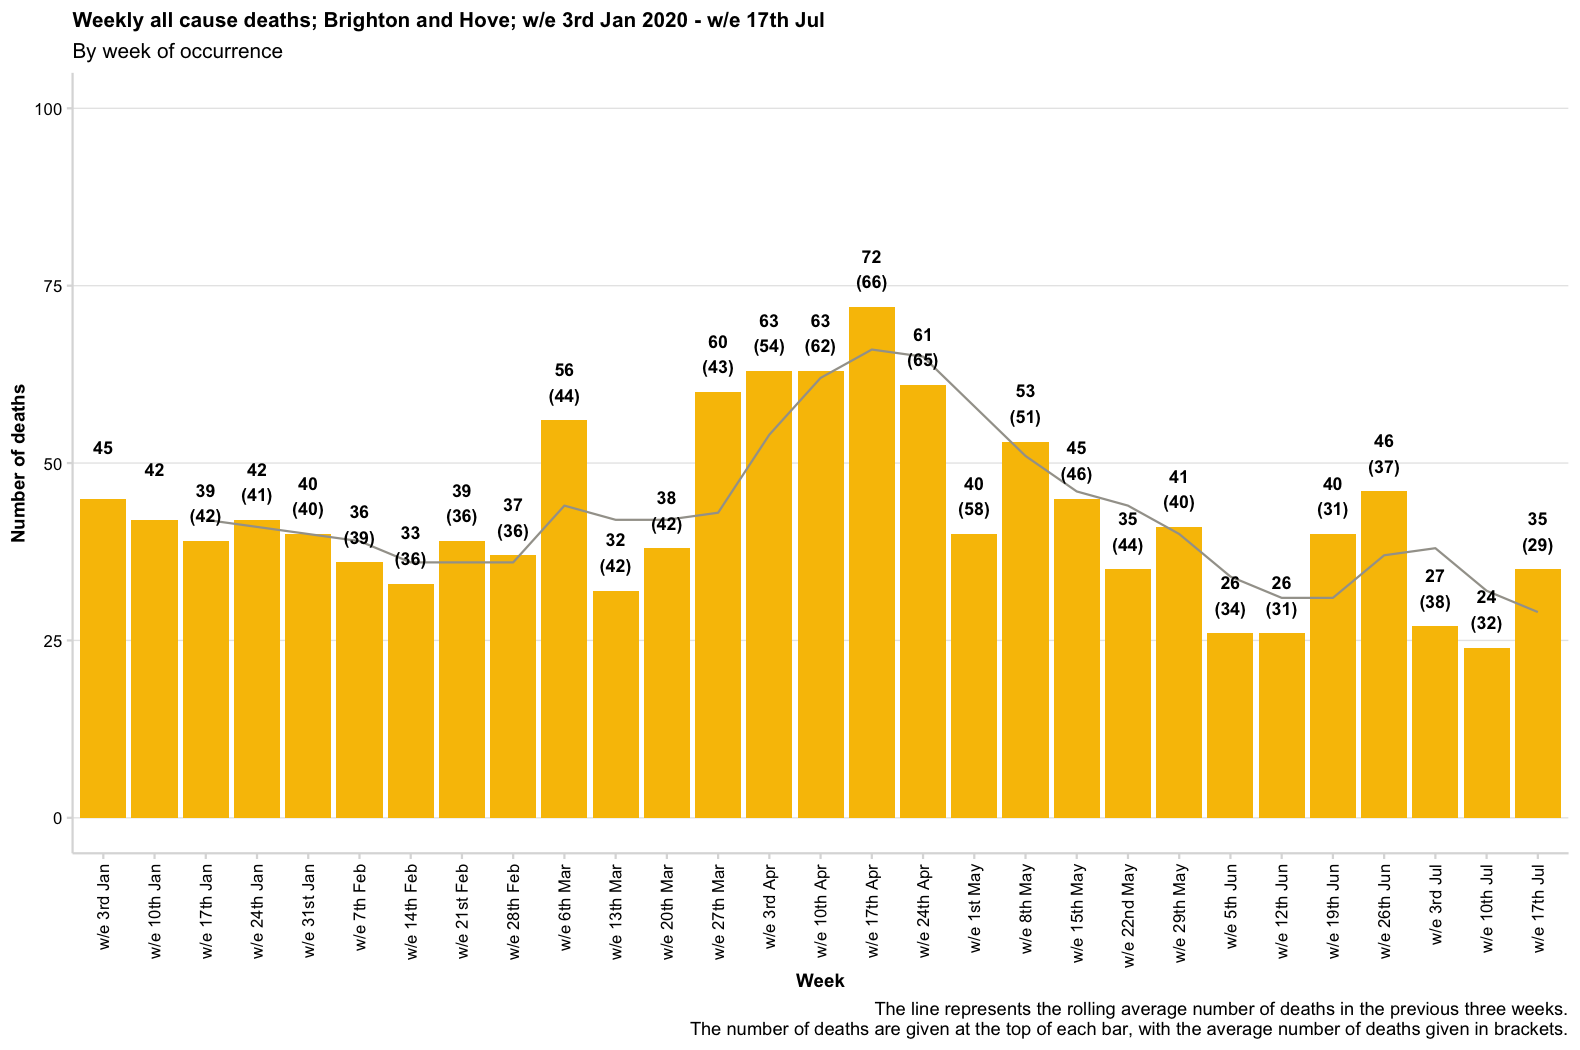 Weekly all cause deaths; Brighton and Hove; w/e 3rd Jan 2020 - w/e 17th Jul
By week of occurrence
Number of deaths
100
75
50
25
0
45
42
39
(42)
42
(41)
40
(40)
36
(39)
33
(36)
39
(36)
37
(36)
56
(44)
32
(42)
38
(42)
60
(43)
63
(54)
63
(62)
72
(66)
61
(65)
40
(58)
53
(51)
45
(46)
35
(44)
41
(40)
26
(34)
26
(31)
40
(31)
46
(37)
27
(38)
24
(32)
35
(29)
w/e 3rd Jan
w/e 10th Jan
w/e 17th Jan
w/e 24th Jan
w/e 31st Jan
w/e 7th Feb
w/e 14th Feb
w/e 21st Feb
w/e 28th Feb
w/e 6th Mar
w/e 13th Mar
w/e 20th Mar
w/e 27th Mar
w/e 3rd Apr
w/e 10th Apr
w/e 17th Apr
w/e 24th Apr
w/e 1st May
w/e 8th May
w/e 15th May
w/e 22nd May
w/e 29th May
w/e 5th Jun
w/e 12th Jun
w/e 19th Jun
w/e 26th Jun
w/e 3rd Jul
w/e 10th Jul
w/e 17th Jul
Week
The line represents the rolling average number of deaths in the previous three weeks.
The number of deaths are given at the top of each bar, with the average number of deaths given in brackets.